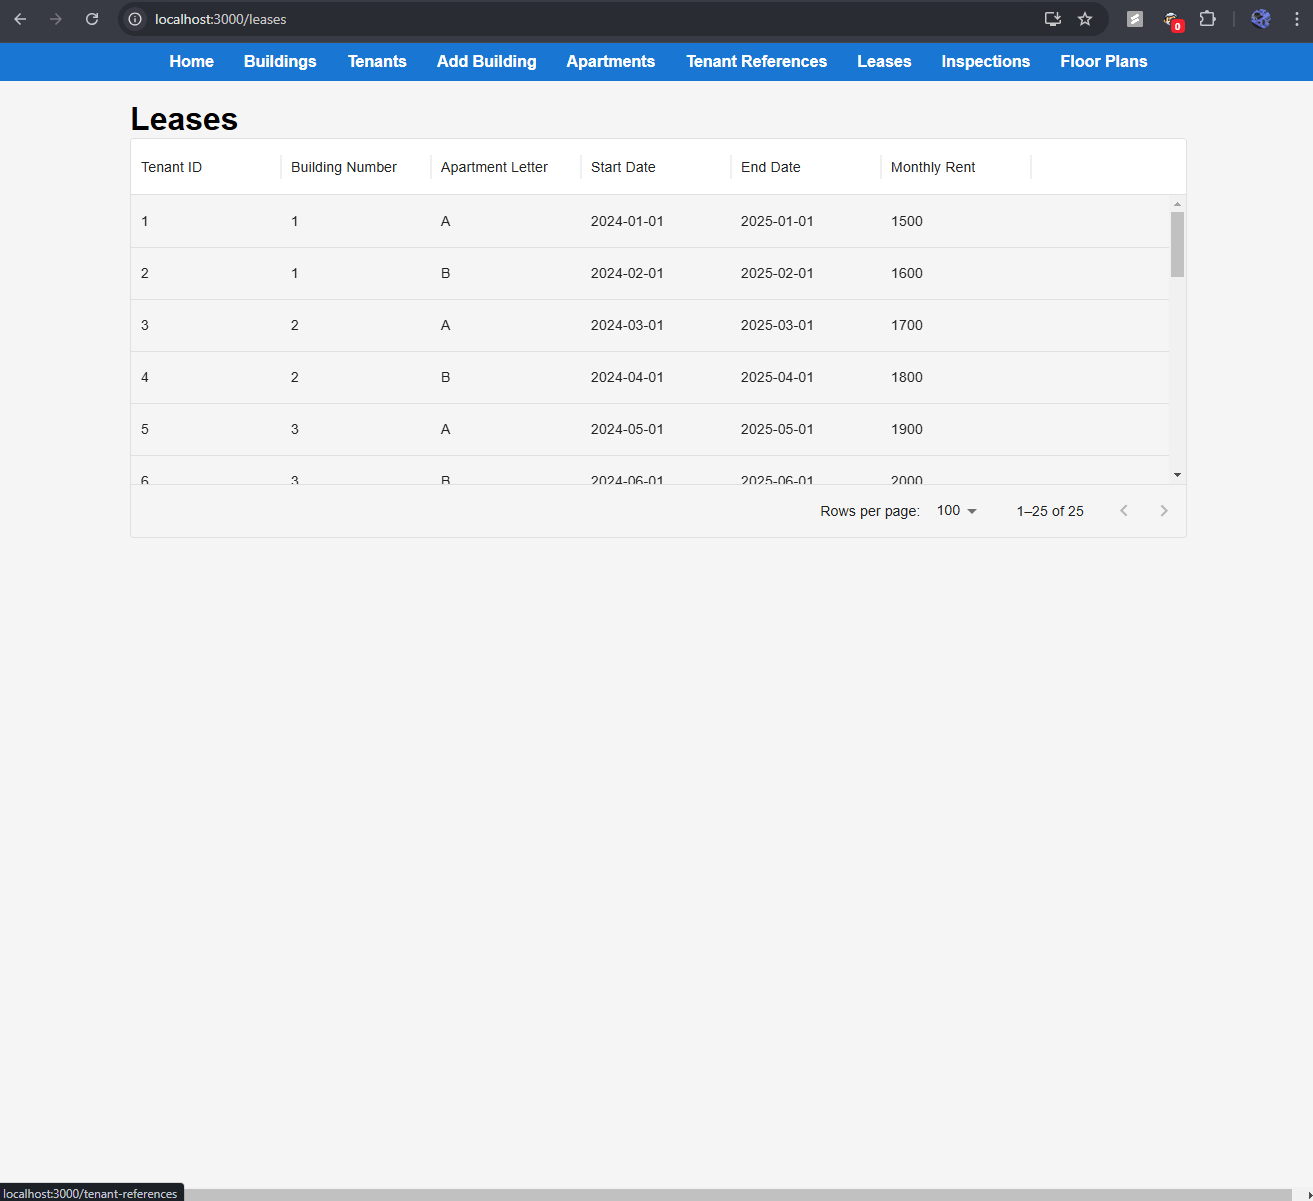 localhost:3000/leases
0
Home Buildings Tenants Add Building Apartments Tenant References Leases Inspections Floor Plans
Leases
Tenant ID Building Number Apartment Letter Start Date End Date Monthly Rent
1 1 A 2024-01-01 2025-01-01 1500
2 1 B 2024-02-01 2025-02-01 1600
3 2 A 2024-03-01 2025-03-01 1700
4 2 B 2024-04-01 2025-04-01 1800
5 3 A 2024-05-01 2025-05-01 1900
6 3 B 2024-06-01 2025-06-01 2000
Rows per page: 100 1–25 of 25
localhost:3000/tenant-references